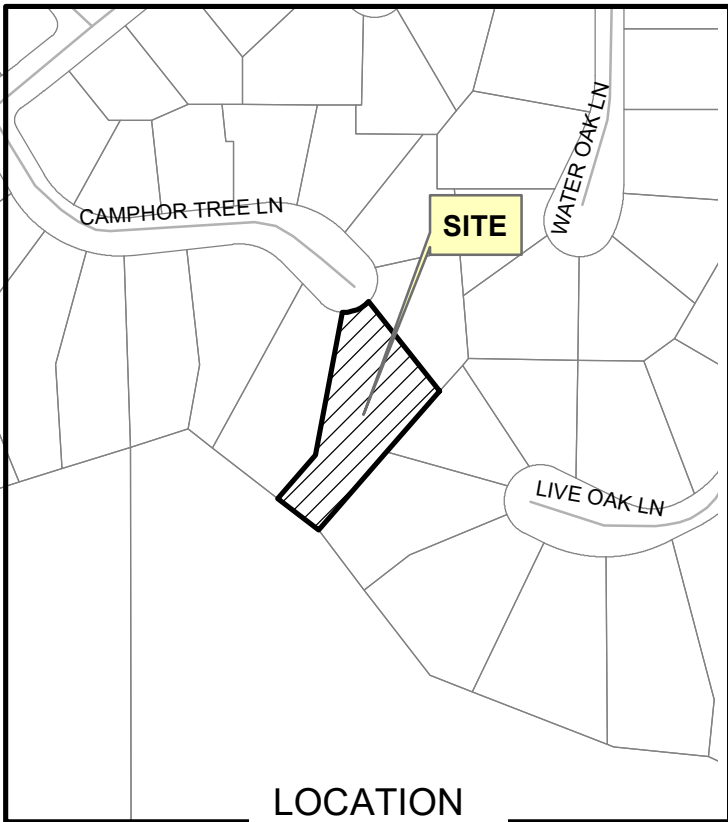 WATER OAK LN
CAMPHOR TREE LN
SITE
LIVE OAK LN
LOCATION